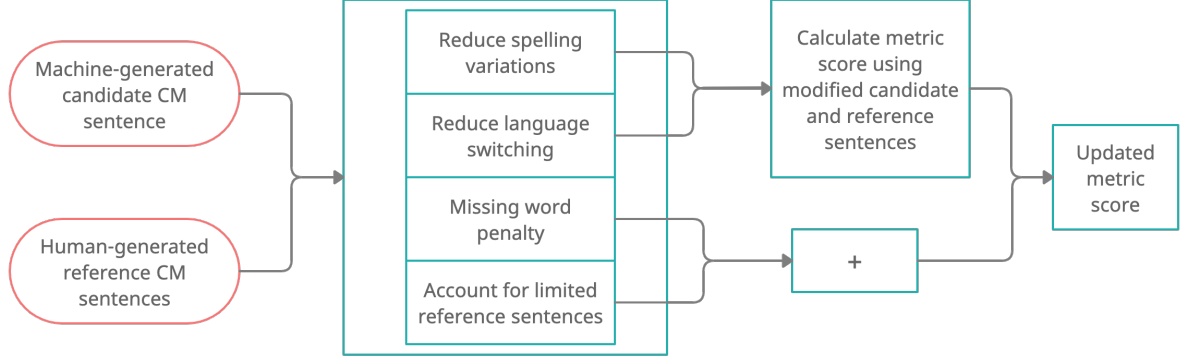 Machine-generated
candidate CM
sentence
Human-generated
reference CM
sentences
Reduce spelling
variations
Reduce language
switching
Missing word
penalty
Account for limited
reference sentences
Calculate metric
score using
modified candidate
and reference
sentences
+
Updated
metric
score